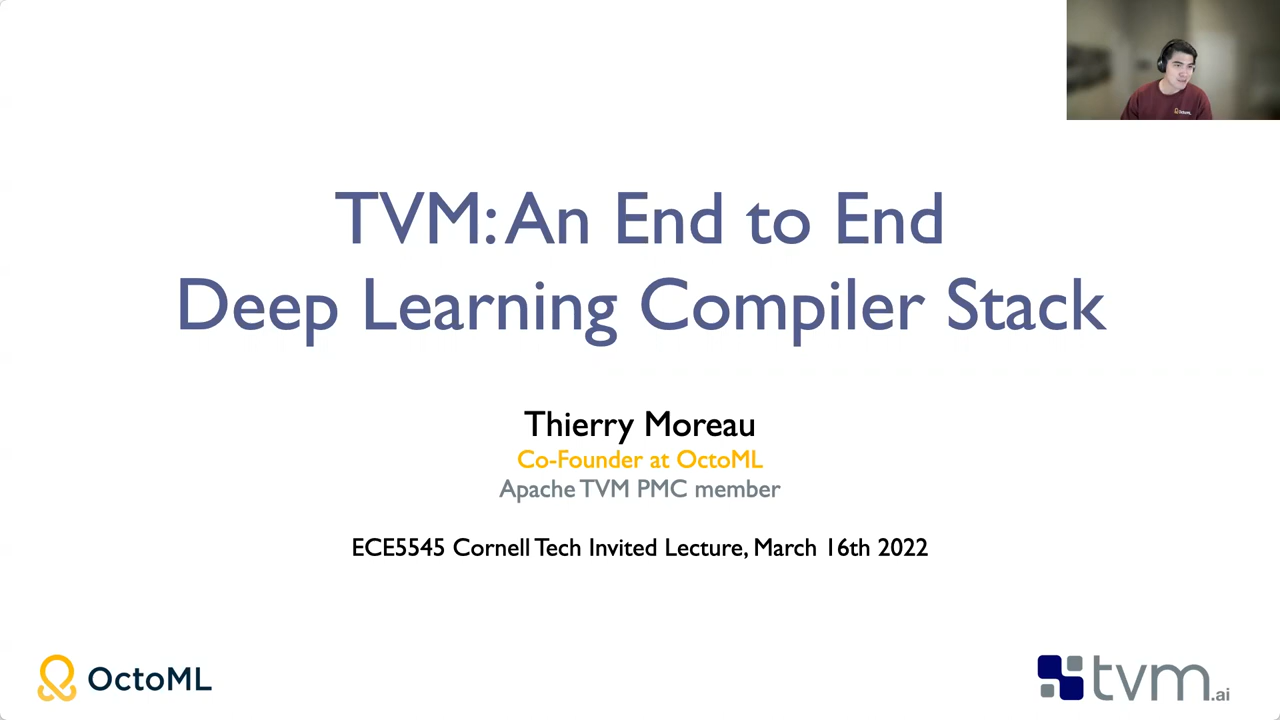 TVM: An End to End
Deep Learning Compiler Stack
Thierry Moreau
Co-Founder at OctoML
Apache TVM PMC member
ECE5545 Cornell Tech Invited Lecture, March 16th 2022
OctoML
tvm.ai